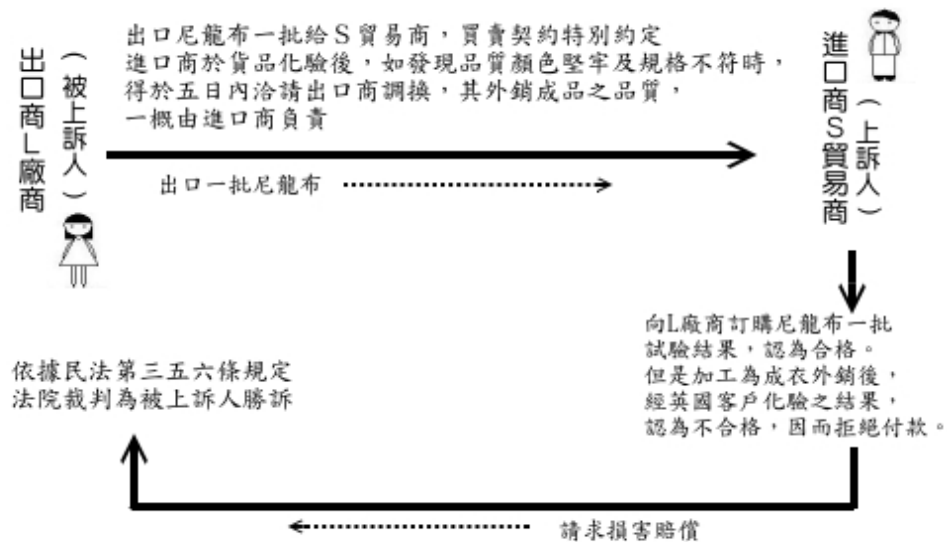 出口商L廠商
（被上訴人）
出口尼龍布一批給S貿易商，買賣契約特別約定
進口商於貨品化驗後，如發現品質顏色堅牢及規格不符時，
得於五日內洽請出口商調換，其外銷成品之品質，
一概由進口商負責
出口一批尼龍布
進口商S貿易商
（上訴人）
向L廠商訂購尼龍布一批
試驗結果，認為合格。
但是加工為成衣外銷後，
經英國客戶化驗之結果，
認為不合格，因而拒絕付款。
依據民法第三五六條規定
法院裁判為被上訴人勝訴
請求損害賠償